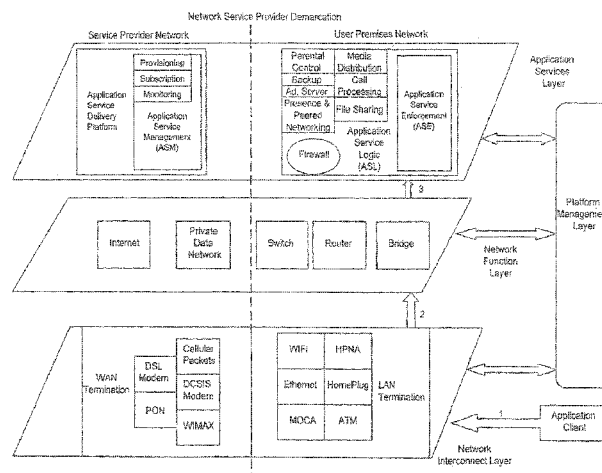 Network Service Provider Demarcation
Service Provider Network
User Premises Network
Application
Service
Delivery
Platform
Provisioning
Subscription
Monitoring
Application
Service
Management
(ASM)
Parental
Control
Backup
Ad. Server
Presence &
Peered
Networking
Firewall
Media
Distribution
Call
Processing
File Sharing
Application
Service
Logic
(ASL)
Application
Service
Enforcement
(ASE)
Application
Services
Layer
3
Internet
Private
Data
Network
Switch
Router
Bridge
Network
Function
Layer
Platform
Manageme
Layer
2
WAN
Termination
DSL
Modem
PON
Cellular
Packets
DCSIS
Modem
WIMAX
WIFI
HPNA
Ethernet
HomePlug
MOCA
ATM
LAN
Termination
1
Application
Client
Network
Interconnect Layer